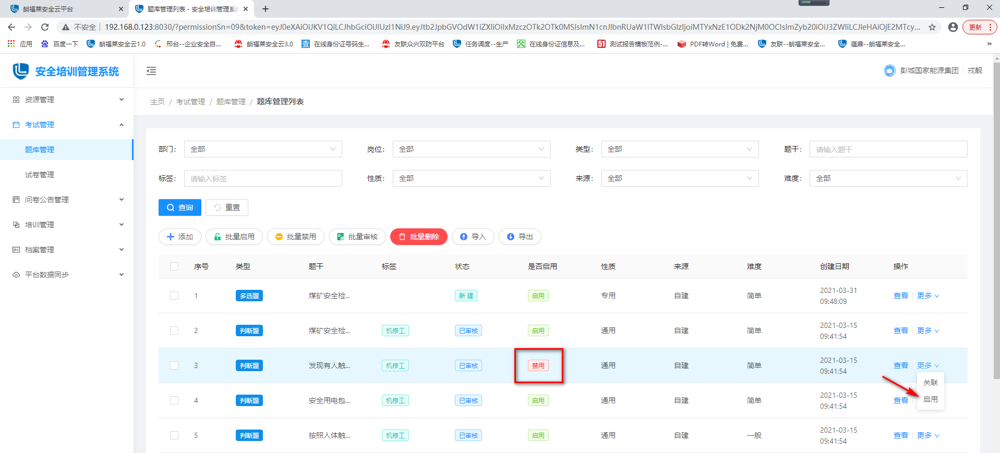 朗福莱安全云平台
题库管理列表 - 安全培训管理系统
不安全 192.168.0.123:8030/?permissionSn=09&token=eyJ0eXAiOiJKV1QiLCJhbGciOiJIUzI1NiJ9.eyJtb2JpbGVOdW1iZXIiOiIxMzczOTk2OTk0MSIsImN1cnJlbnRUaW1lTWlsbGlzIjoiMTYxNzE1ODk2NjM0OCIsImZyb20iOiJ3ZWIiLCJleHAiOjE2MTcy...
更新
应用 百度一下 朗福莱安全云1.0 邢台--企业安全自... 朗福莱安全云3.0 在线身份证号码生... 友联众兴双防平台 任务调度--生产 在线身份证信息及... 测试报告模板范例-... PDF转Word | 免费... 友联--朗福莱安全... 蕴鼎--朗福莱安全... »
安全培训管理系统
彭城国家能源集团 戎靓
资源管理
考试管理
题库管理
试卷管理
问卷公告管理
培训管理
档案管理
平台数据同步
主页 / 考试管理 / 题库管理 / 题库管理列表
部门: 全部 岗位: 全部 类型: 全部 题干: 请输入题干
标签: 请输入标签 性质: 全部 来源: 全部 难度: 全部
查询 重置
添加 批量启用 批量禁用 批量审核 批量删除 导入 导出
序号 类型 题干 标签 状态 是否启用 性质 来源 难度 创建日期 操作
1 多选题 煤矿安全检... 新 建 启用 专用 自建 简单 2021-03-31 09:48:09 查看 更多
2 判断题 煤矿安全检... 机修工 已审核 启用 通用 自建 简单 2021-03-15 09:41:54 查看 更多
3 判断题 发现有人触... 机修工 已审核 禁用 通用 自建 简单 2021-03-15 09:41:54 查看 更多
关联
启用
4 判断题 安全用电包... 机修工 已审核 启用 通用 自建 简单 2021-03-15 09:41:54 查看
5 判断题 按照人体触... 机修工 已审核 启用 通用 自建 一般 2021-03-15 09:41:54 查看 更多